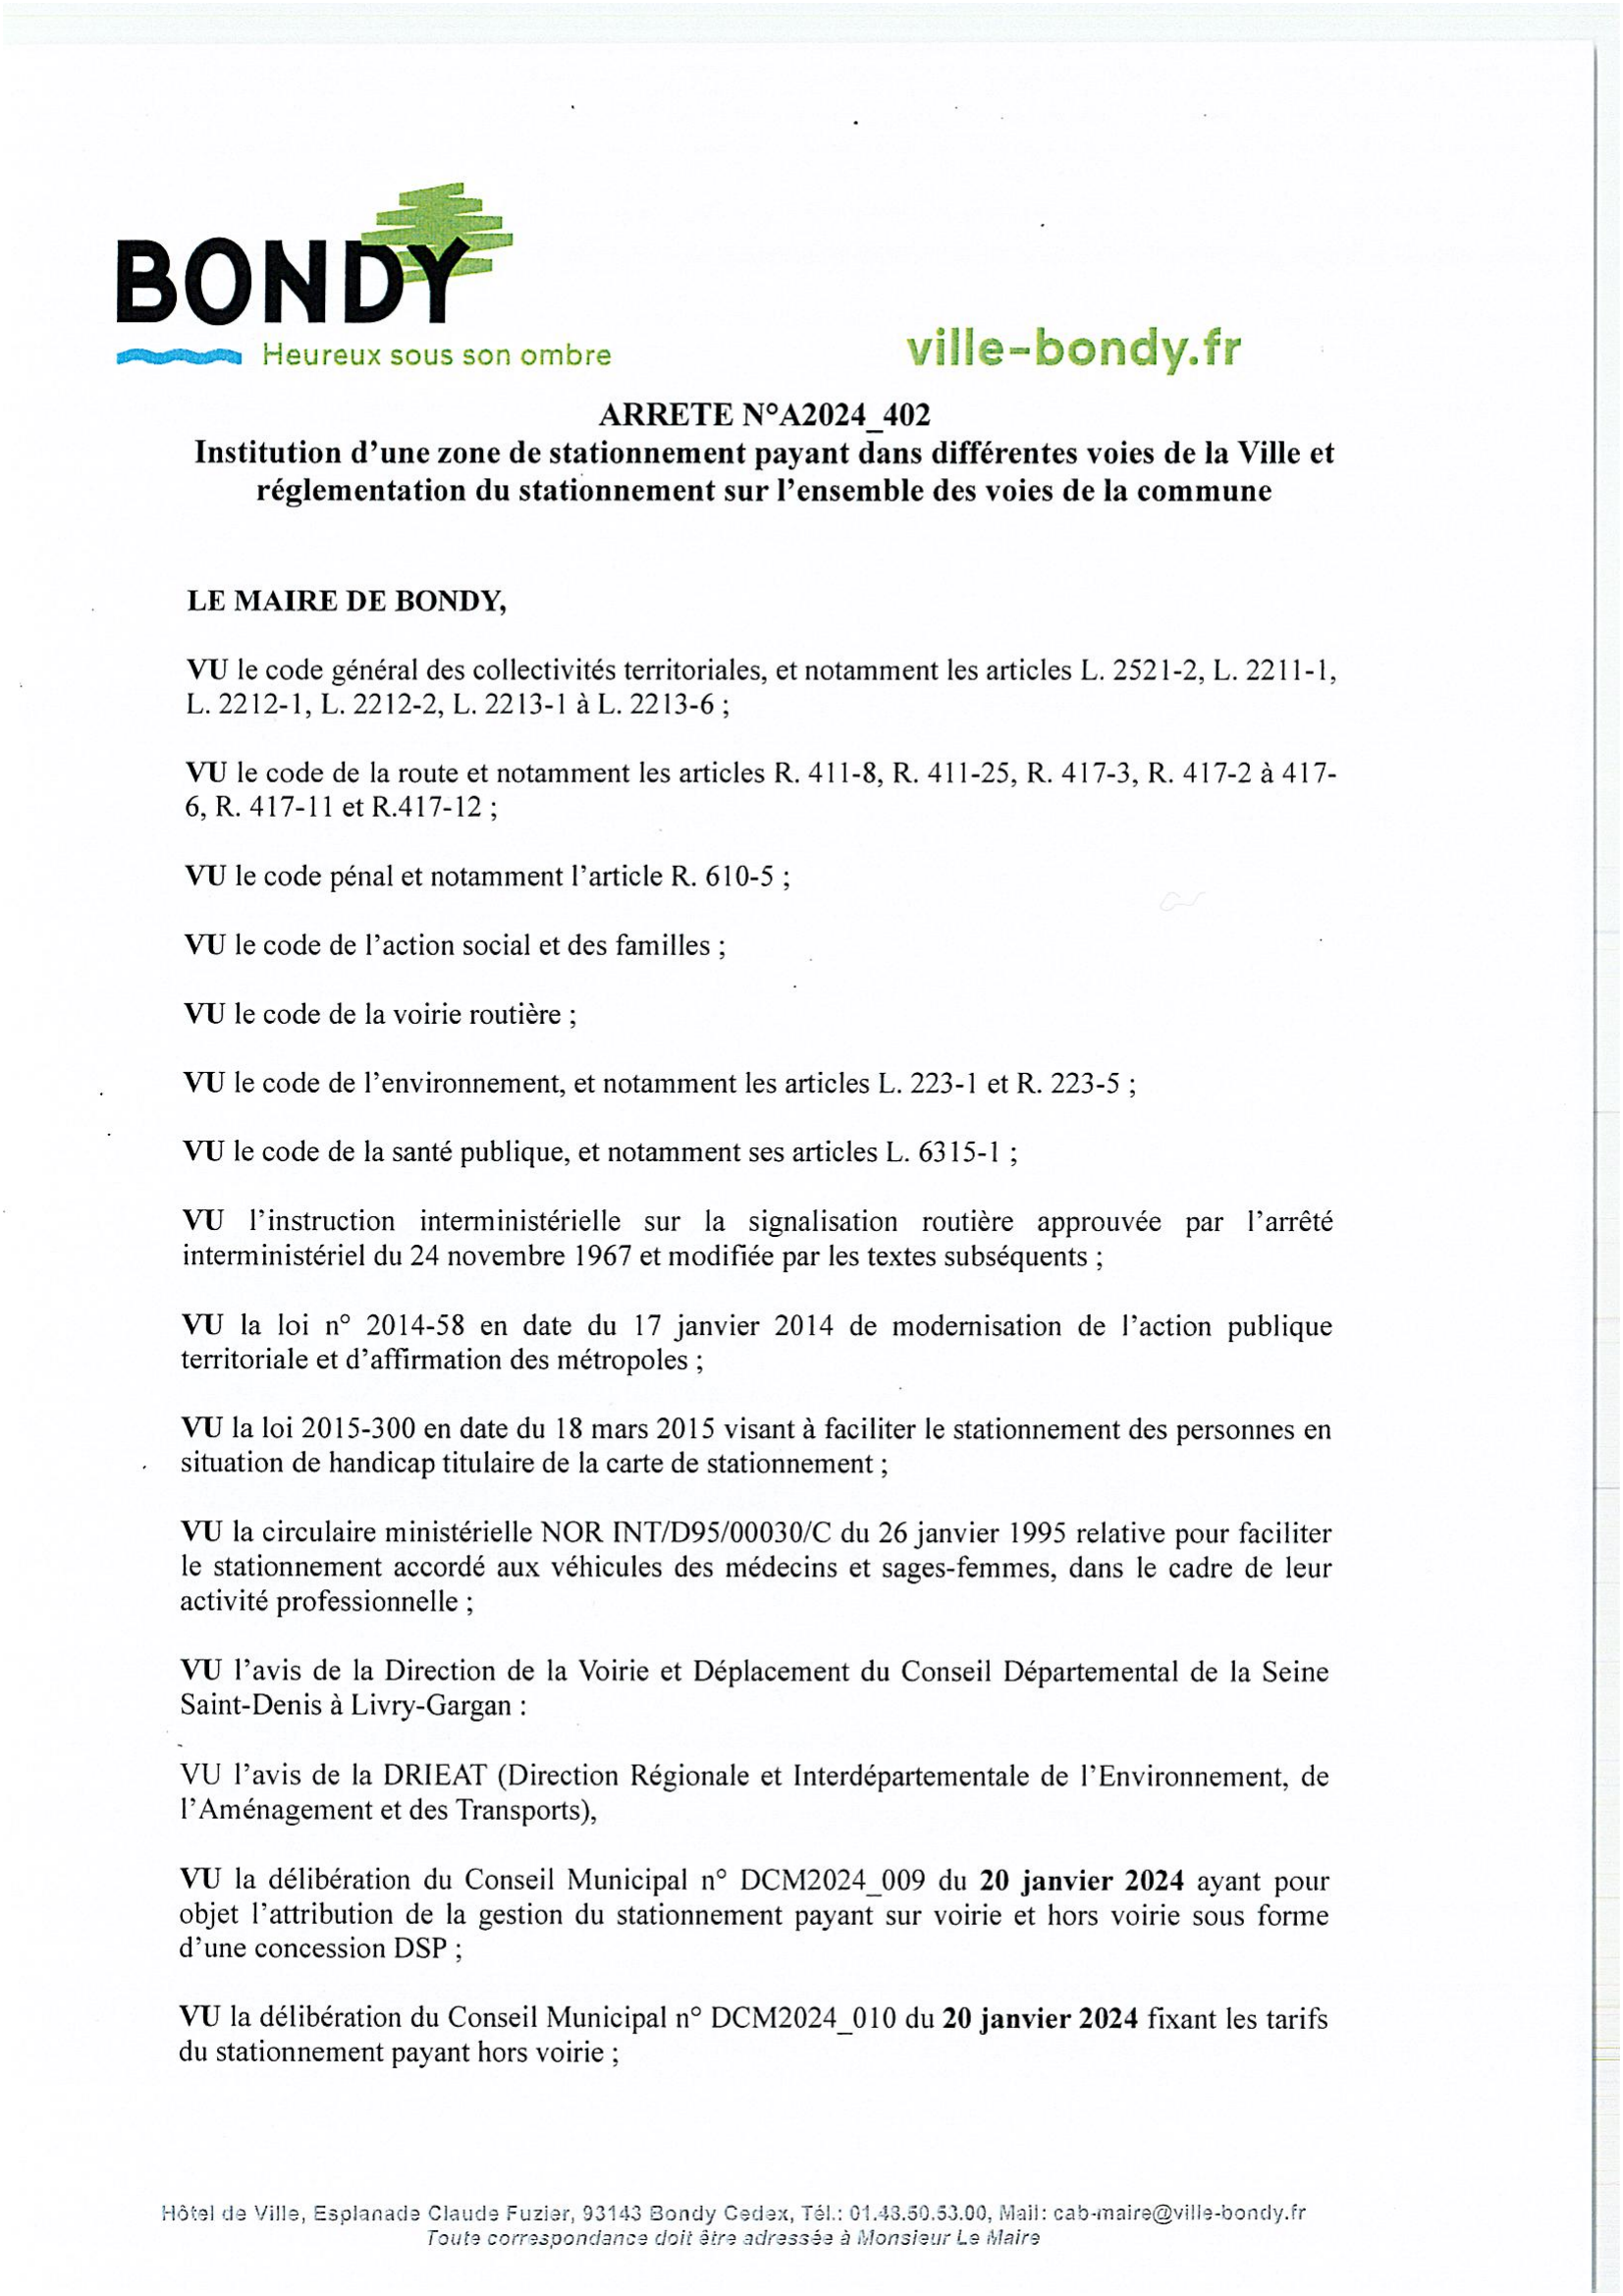 BONDY
Heureux sous son ombre
ville-bondy.fr
ARRETE N°A2024_402
Institution d’une zone de stationnement payant dans différentes voies de la Ville et
réglementation du stationnement sur l’ensemble des voies de la commune
LE MAIRE DE BONDY,
VU le code général des collectivités territoriales, et notamment les articles L. 2521-2, L. 2211-1,
L. 2212-1, L. 2212-2, L. 2213-1 à L. 2213-6 ;
VU le code de la route et notamment les articles R. 411-8, R. 411-25, R. 417-3, R. 417-2 à 417-
6, R. 417-11 et R.417-12 ;
VU le code pénal et notamment l’article R. 610-5 ;
VU le code de l’action social et des familles ;
VU le code de la voirie routière ;
VU le code de l’environnement, et notamment les articles L. 223-1 et R. 223-5 ;
VU le code de la santé publique, et notamment ses articles L. 6315-1 ;
VU l’instruction interministérielle sur la signalisation routière approuvée par l’arrêté
interministériel du 24 novembre 1967 et modifiée par les textes subséquents ;
VU la loi n° 2014-58 en date du 17 janvier 2014 de modernisation de l’action publique
territoriale et d’affirmation des métropoles ;
VU la loi 2015-300 en date du 18 mars 2015 visant à faciliter le stationnement des personnes en
situation de handicap titulaire de la carte de stationnement ;
VU la circulaire ministérielle NOR INT/D95/00030/C du 26 janvier 1995 relative pour faciliter
le stationnement accordé aux véhicules des médecins et sages-femmes, dans le cadre de leur
activité professionnelle ;
VU l’avis de la Direction de la Voirie et Déplacement du Conseil Départemental de la Seine
Saint-Denis à Livry-Gargan :
VU l’avis de la DRIEAT (Direction Régionale et Interdépartementale de l’Environnement, de
l’Aménagement et des Transports),
VU la délibération du Conseil Municipal n° DCM2024_009 du 20 janvier 2024 ayant pour
objet l’attribution de la gestion du stationnement payant sur voirie et hors voirie sous forme
d’une concession DSP ;
VU la délibération du Conseil Municipal n° DCM2024_010 du 20 janvier 2024 fixant les tarifs
du stationnement payant hors voirie ;
Hôtel de Ville, Esplanade Claude Fuzier, 93143 Bondy Cedex, Tél.: 01.48.50.53.00, Mail: cab-maire@ville-bondy.fr
Toute correspondance doit être adressée à Monsieur Le Maire